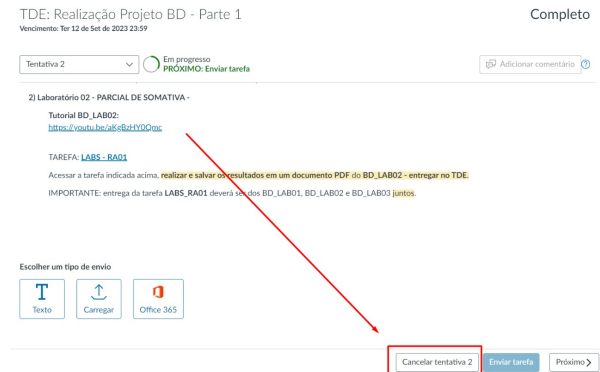 TDE: Realização Projeto BD - Parte 1
Completo
Vencimento: Ter 12 de Set de 2023 23:59
Tentativa 2
Em progresso
PRÓXIMO: Enviar tarefa
Adicionar comentário
2) Laboratório 02 - PARCIAL DE SOMATIVA -
Tutorial BD_LAB02:
https://youtu.be/aKgBzHY0Qmc
TAREFA: LABS - RA01
Acessar a tarefa indicada acima, realizar e salvar os resultados em um documento PDF do BD_LAB02 - entregar no TDE.
IMPORTANTE: entrega da tarefa LABS_RA01 deverá ser dos BD_LAB01, BD_LAB02 e BD_LAB03 juntos.
Escolher um tipo de envio
Texto
Carregar
Office 365
Cancelar tentativa 2
Enviar tarefa
Próximo